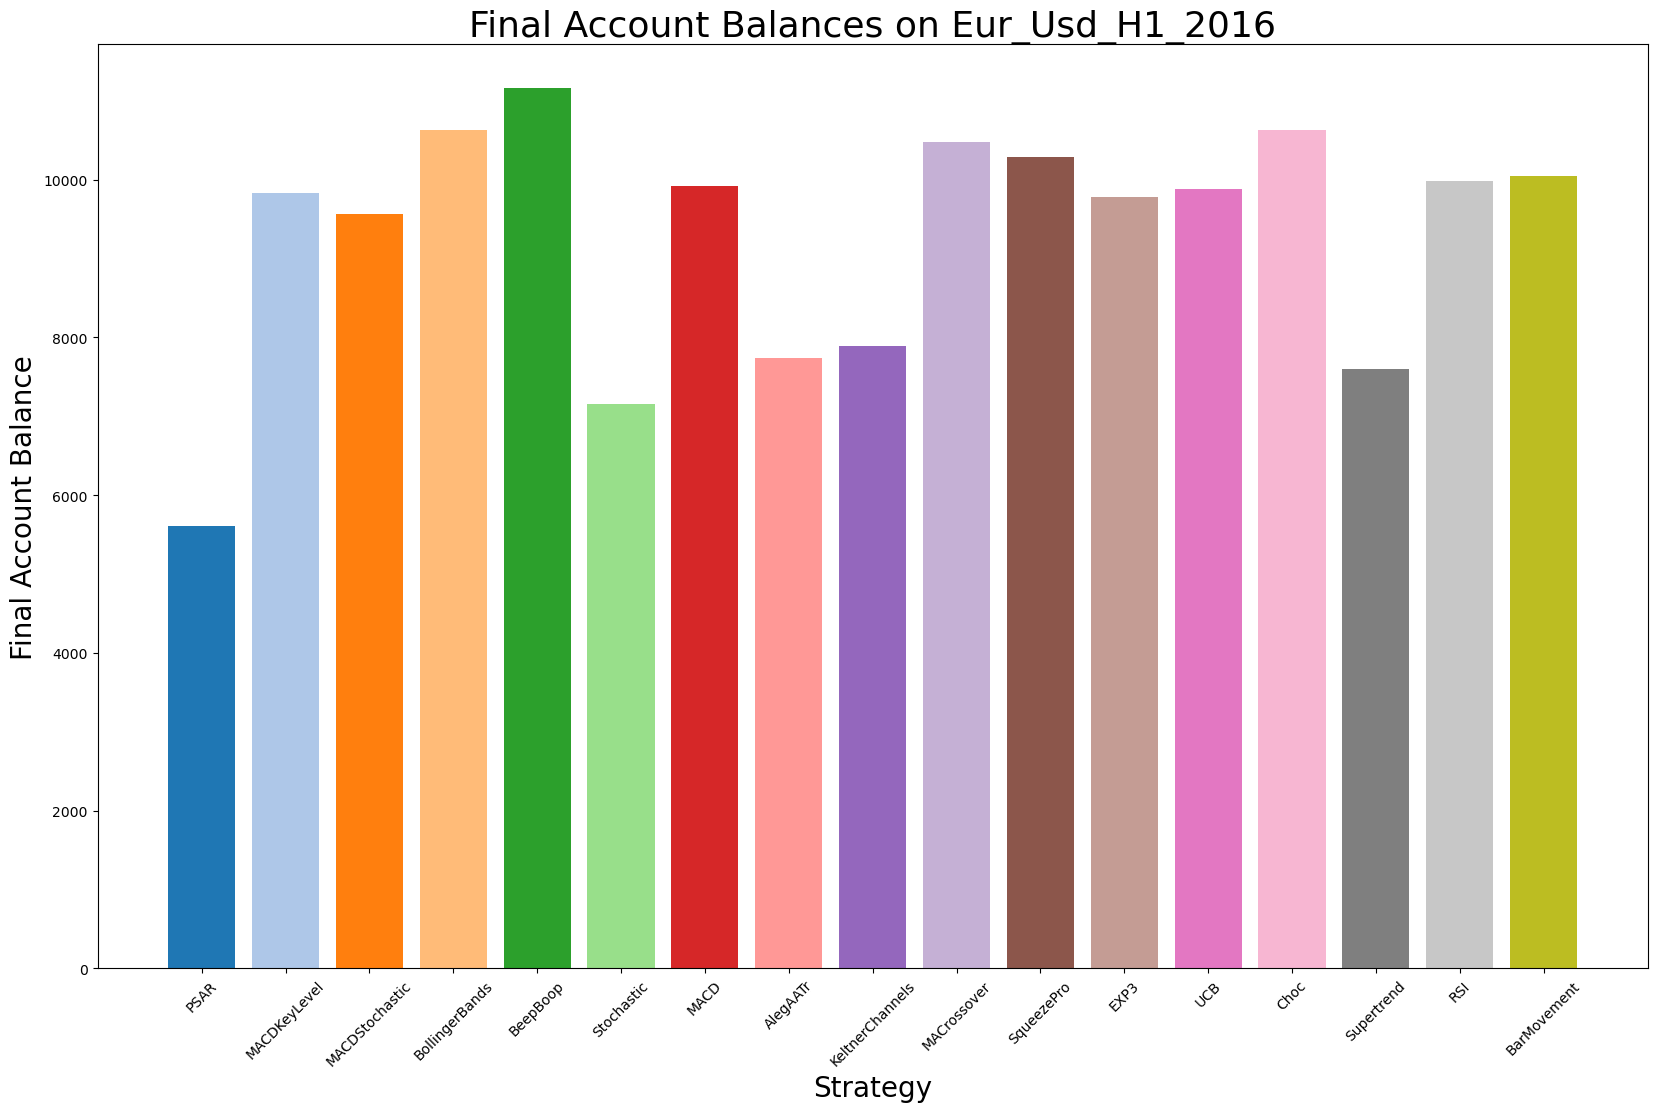 Final Account Balances on Eur_Usd_H1_2016
Final Account Balance
10000
8000
6000
4000
2000
0
PSAR
MACDKeyLevel
MACDStochastic
BollingerBands
BeepBoop
Stochastic
MACD
AlegAATr
KeltnerChannels
MACrossover
SqueezePro
EXP3
UCB
Choc
Supertrend
RSI
BarMovement
Strategy